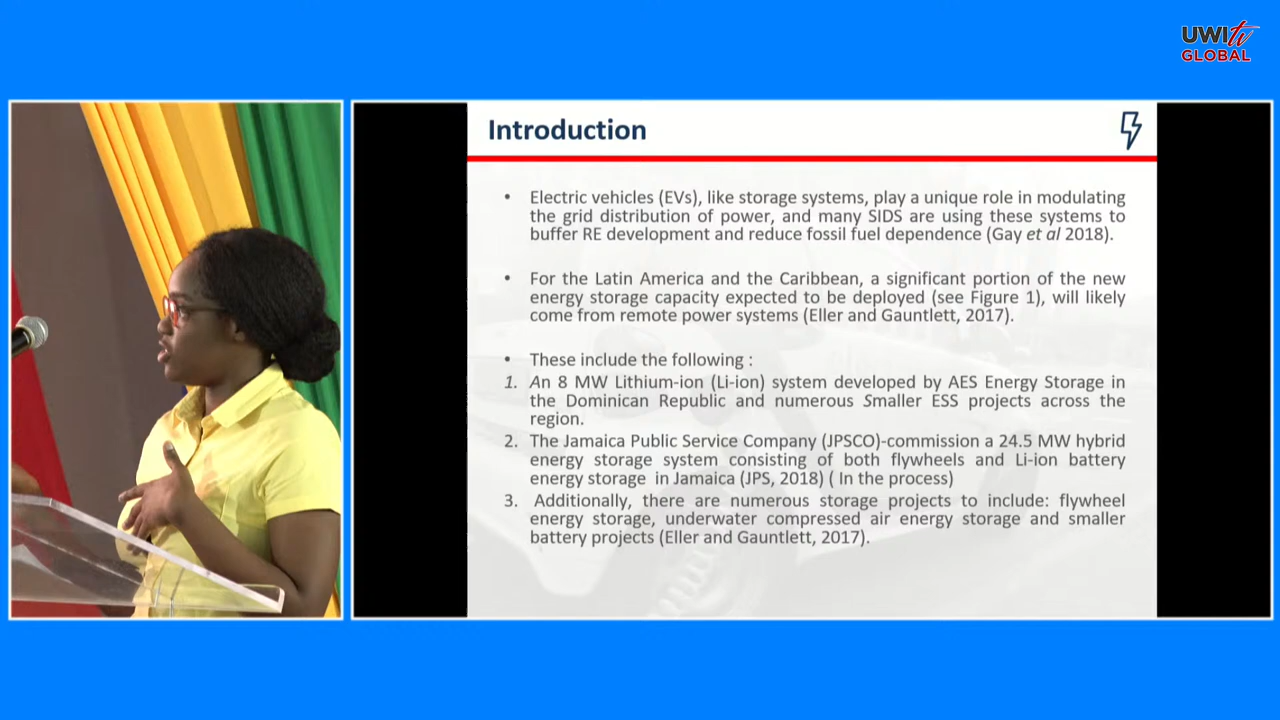 UWItv
GLOBAL
Introduction
• Electric vehicles (EVs), like storage systems, play a unique role in modulating
the grid distribution of power, and many SIDS are using these systems to
buffer RE development and reduce fossil fuel dependence (Gay et al 2018).
• For the Latin America and the Caribbean, a significant portion of the new
energy storage capacity expected to be deployed (see Figure 1), will likely
come from remote power systems (Eller and Gauntlett, 2017).
• These include the following :
1. An 8 MW Lithium-ion (Li-ion) system developed by AES Energy Storage in
the Dominican Republic and numerous Smaller ESS projects across the
region.
2. The Jamaica Public Service Company (JPSCO)-commission a 24.5 MW hybrid
energy storage system consisting of both flywheels and Li-ion battery
energy storage in Jamaica (JPS, 2018) ( In the process)
3. Additionally, there are numerous storage projects to include: flywheel
energy storage, underwater compressed air energy storage and smaller
battery projects (Eller and Gauntlett, 2017).